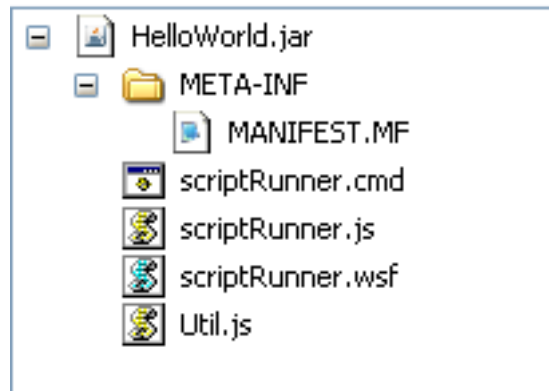 HelloWorld.jar
META-INF
MANIFEST.MF
scriptRunner.cmd
scriptRunner.js
scriptRunner.wsf
Util.js